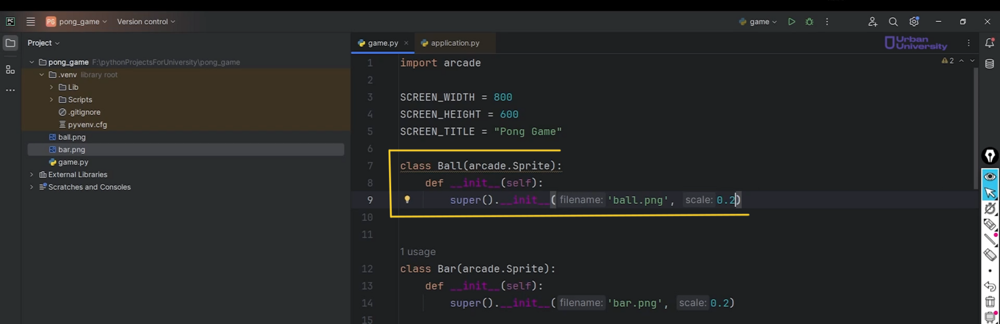 PC
PG pong_game
Version control
game
Project
game.py
application.py
Urban University
pong_game F:\pythonProjectsForUniversity\pong_game
.venv library root
Lib
Scripts
.gitignore
pyvenv.cfg
ball.png
bar.png
game.py
External Libraries
Scratches and Consoles
2
1 import arcade
2
3 SCREEN_WIDTH = 800
4 SCREEN_HEIGHT = 600
5 SCREEN_TITLE = "Pong Game"
6
7 class Ball(arcade.Sprite):
8 def __init__(self):
9 super().__init__(filename: 'ball.png', scale: 0.2)
10
11
1 usage
12 class Bar(arcade.Sprite):
13 def __init__(self):
14 super().__init__(filename: 'bar.png', scale: 0.2)
15